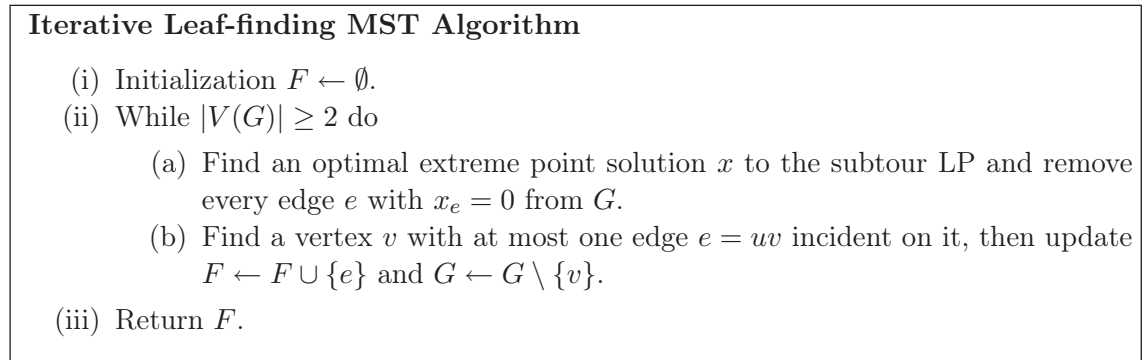 Iterative Leaf-finding MST Algorithm
(i) Initialization F ← ∅.
(ii) While |V(G)| ≥ 2 do
(a) Find an optimal extreme point solution x to the subtour LP and remove
every edge e with x_e = 0 from G.
(b) Find a vertex v with at most one edge e = uv incident on it, then update
F ← F ∪ {e} and G ← G \ {v}.
(iii) Return F.